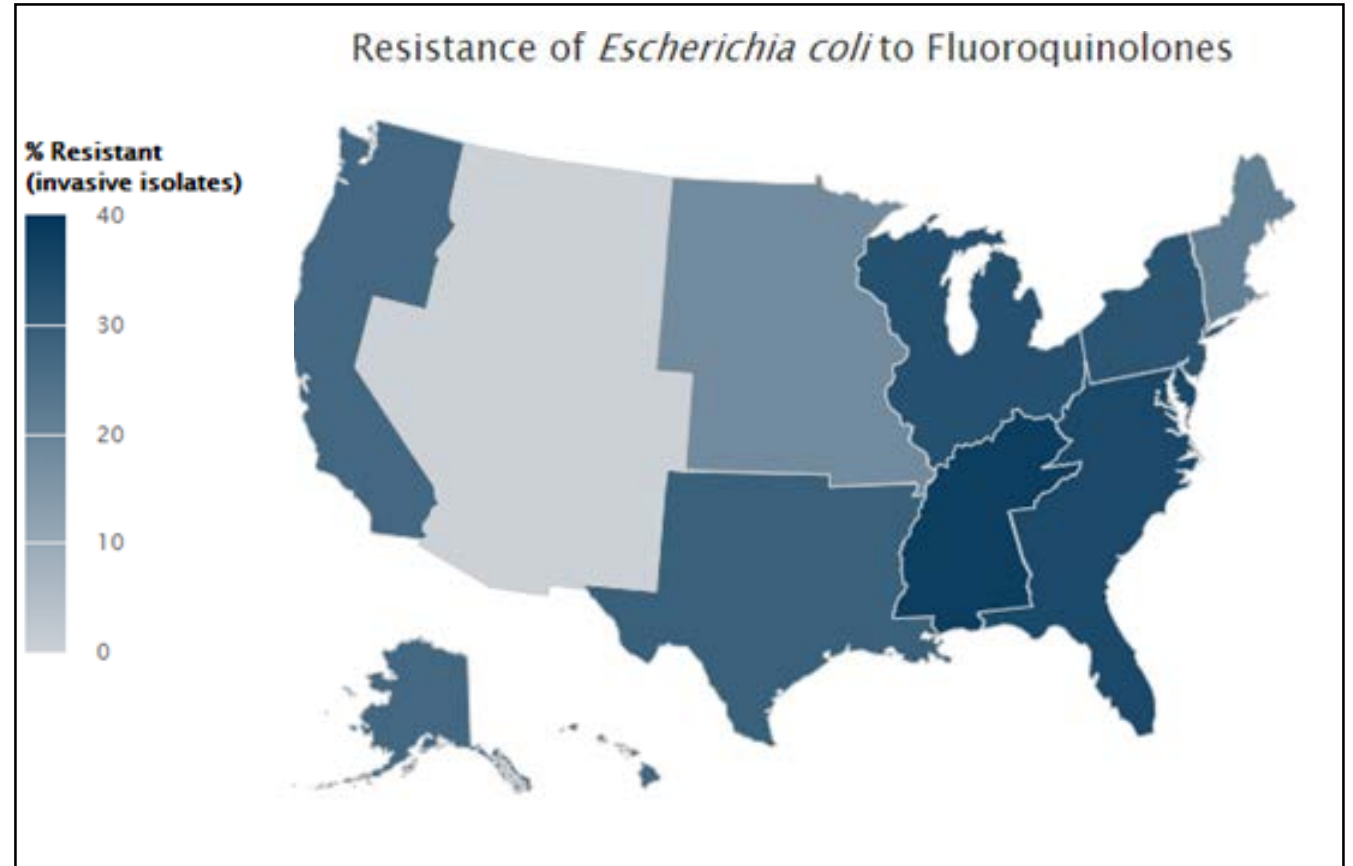 Resistance of Escherichia coli to Fluoroquinolones
% Resistant
(invasive isolates)
40
30
20
10
0